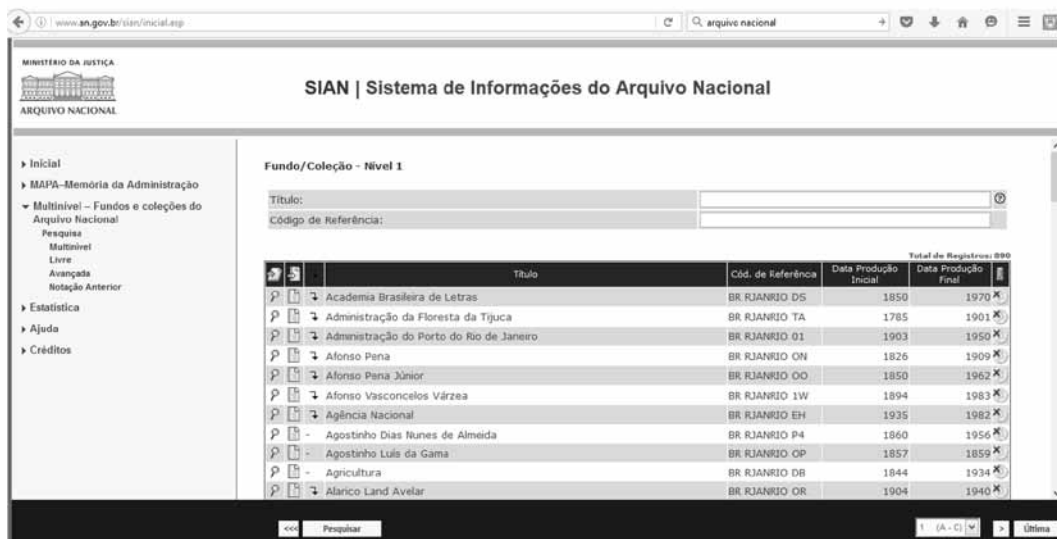 www.an.gov.br/sian/inicial.asp
arquivo nacional
MINISTÉRIO DA JUSTIÇA
ARQUIVO NACIONAL
SIAN | Sistema de Informações do Arquivo Nacional
Inicial
MAPA-Memória da Administração
Multinível – Fundos e coleções do
Arquivo Nacional
Pesquisa
Multinível
Livre
Avançada
Notação Anterior
Estatística
Ajuda
Créditos
Fundo/Coleção - Nível 1
Título:
Código de Referência:
Total de Registros: 890
Título Cód. de Referência Data Produção Inicial Data Produção Final
Academia Brasileira de Letras BR RJANRIO DS 1850 1970
Administração da Floresta da Tijuca BR RJANRIO TA 1785 1901
Administração do Porto do Rio de Janeiro BR RJANRIO 01 1903 1950
Afonso Pena BR RJANRIO ON 1826 1909
Afonso Pena Júnior BR RJANRIO OO 1850 1962
Afonso Vasconcelos Várzea BR RJANRIO 1W 1894 1983
Agência Nacional BR RJANRIO EH 1935 1982
- Agostinho Dias Nunes de Almeida BR RJANRIO P4 1860 1956
- Agostinho Luís da Gama BR RJANRIO OP 1857 1859
- Agricultura BR RJANRIO DB 1844 1934
Alarico Land Avelar BR RJANRIO OR 1904 1940
<<< Pesquisar 1 (A - C) > Última